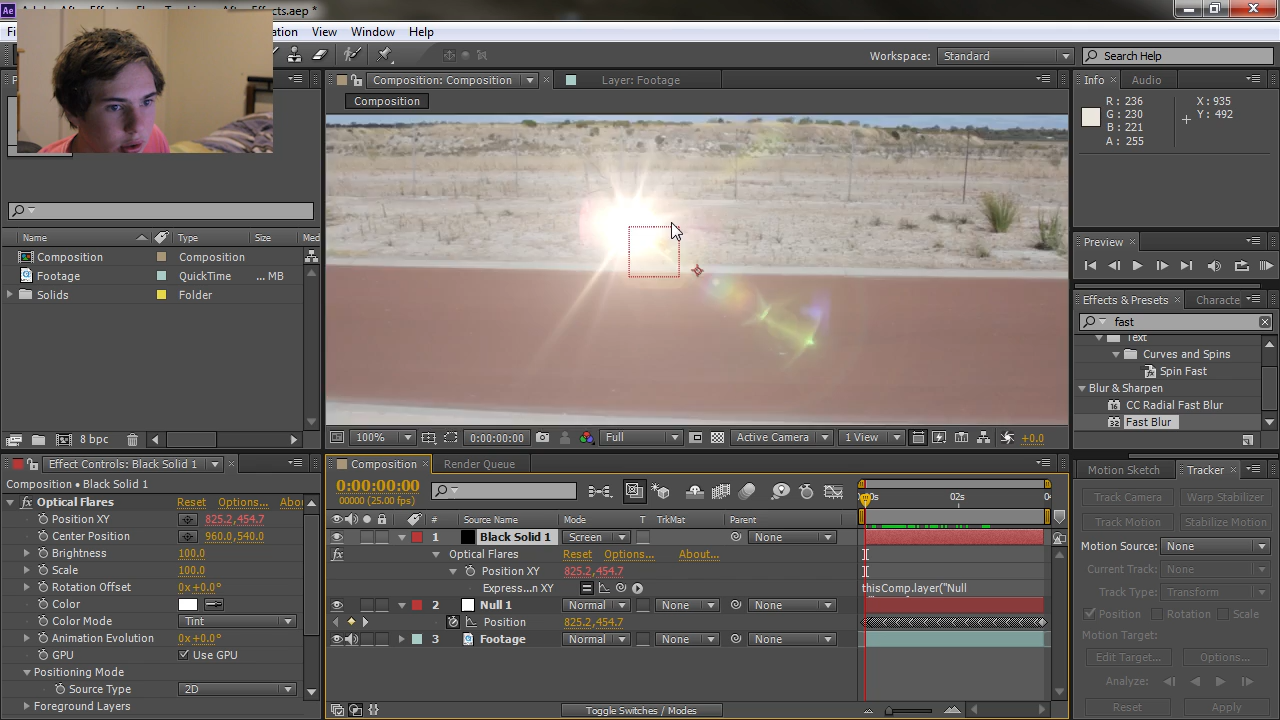 Ae After Effects.aep *
View Window Help
Workspace: Standard Search Help
Composition: Composition Layer: Footage
Composition
Info Audio
R : 236 X : 935
G : 230 Y : 492
B : 221
A : 255
Name Type Size Med
Composition Composition
Footage QuickTime ... MB
Solids Folder
8 bpc
Preview
Effects & Presets Characte
fast
Text
Curves and Spins
Spin Fast
Blur & Sharpen
CC Radial Fast Blur
Fast Blur
100% 0:00:00:00 Full Active Camera 1 View +0.0
Effect Controls: Black Solid 1
Composition • Black Solid 1
Optical Flares Reset Options... Abou
Position XY 825.2,454.7
Center Position 960.0,540.0
Brightness 100.0
Scale 100.0
Rotation Offset 0x+0.0°
Color
Color Mode Tint
Animation Evolution 0x+0.0°
GPU Use GPU
Positioning Mode
Source Type 2D
Foreground Layers
Composition Render Queue
0:00:00:00
00000 (25.00 fps)
0s 02s 04
# Source Name Mode T TrkMat Parent
1 Black Solid 1 Screen None
Optical Flares Reset Options... About...
Position XY 825.2,454.7
Express...n XY thisComp.layer("Null
2 Null 1 Normal None None
Position 825.2,454.7
3 Footage Normal None None
Toggle Switches / Modes
Motion Sketch Tracker
Track Camera Warp Stabilizer
Track Motion Stabilize Motion
Motion Source: None
Current Track: None
Track Type: Transform
Position Rotation Scale
Motion Target:
Edit Target... Options...
Analyze:
Reset Apply